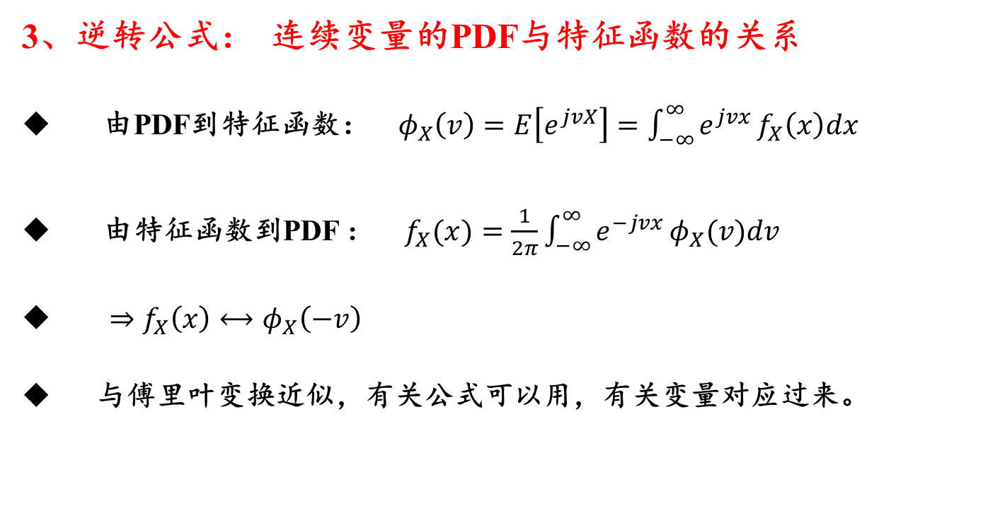 3、逆转公式： 连续变量的PDF与特征函数的关系
◆ 由PDF到特征函数： $\phi_X(v) = E[e^{jvX}] = \int_{-\infty}^{\infty} e^{jvx} f_X(x)dx$
◆ 由特征函数到PDF： $f_X(x) = \frac{1}{2\pi} \int_{-\infty}^{\infty} e^{-jvx} \phi_X(v)dv$
◆ $\Rightarrow f_X(x) \leftrightarrow \phi_X(-v)$
◆ 与傅里叶变换近似，有关公式可以用，有关变量对应过来。